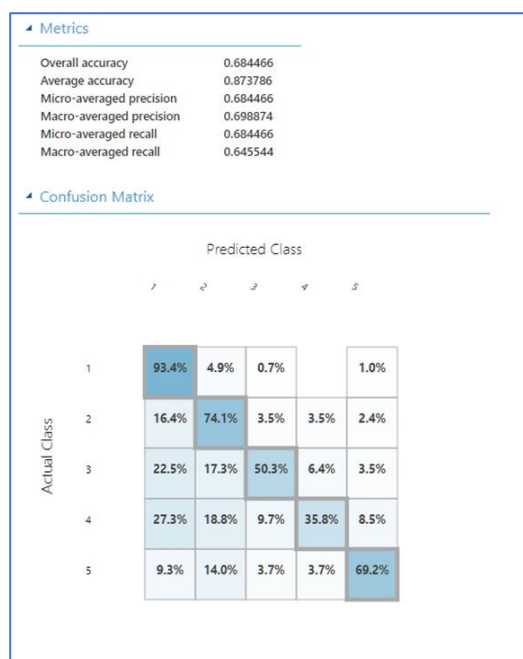 Metrics
Overall accuracy 0.684466
Average accuracy 0.873786
Micro-averaged precision 0.684466
Macro-averaged precision 0.698874
Micro-averaged recall 0.684466
Macro-averaged recall 0.645544
Confusion Matrix
Predicted Class
1 2 3 4 5
Actual Class
1 93.4% 4.9% 0.7% 1.0%
2 16.4% 74.1% 3.5% 3.5% 2.4%
3 22.5% 17.3% 50.3% 6.4% 3.5%
4 27.3% 18.8% 9.7% 35.8% 8.5%
5 9.3% 14.0% 3.7% 3.7% 69.2%